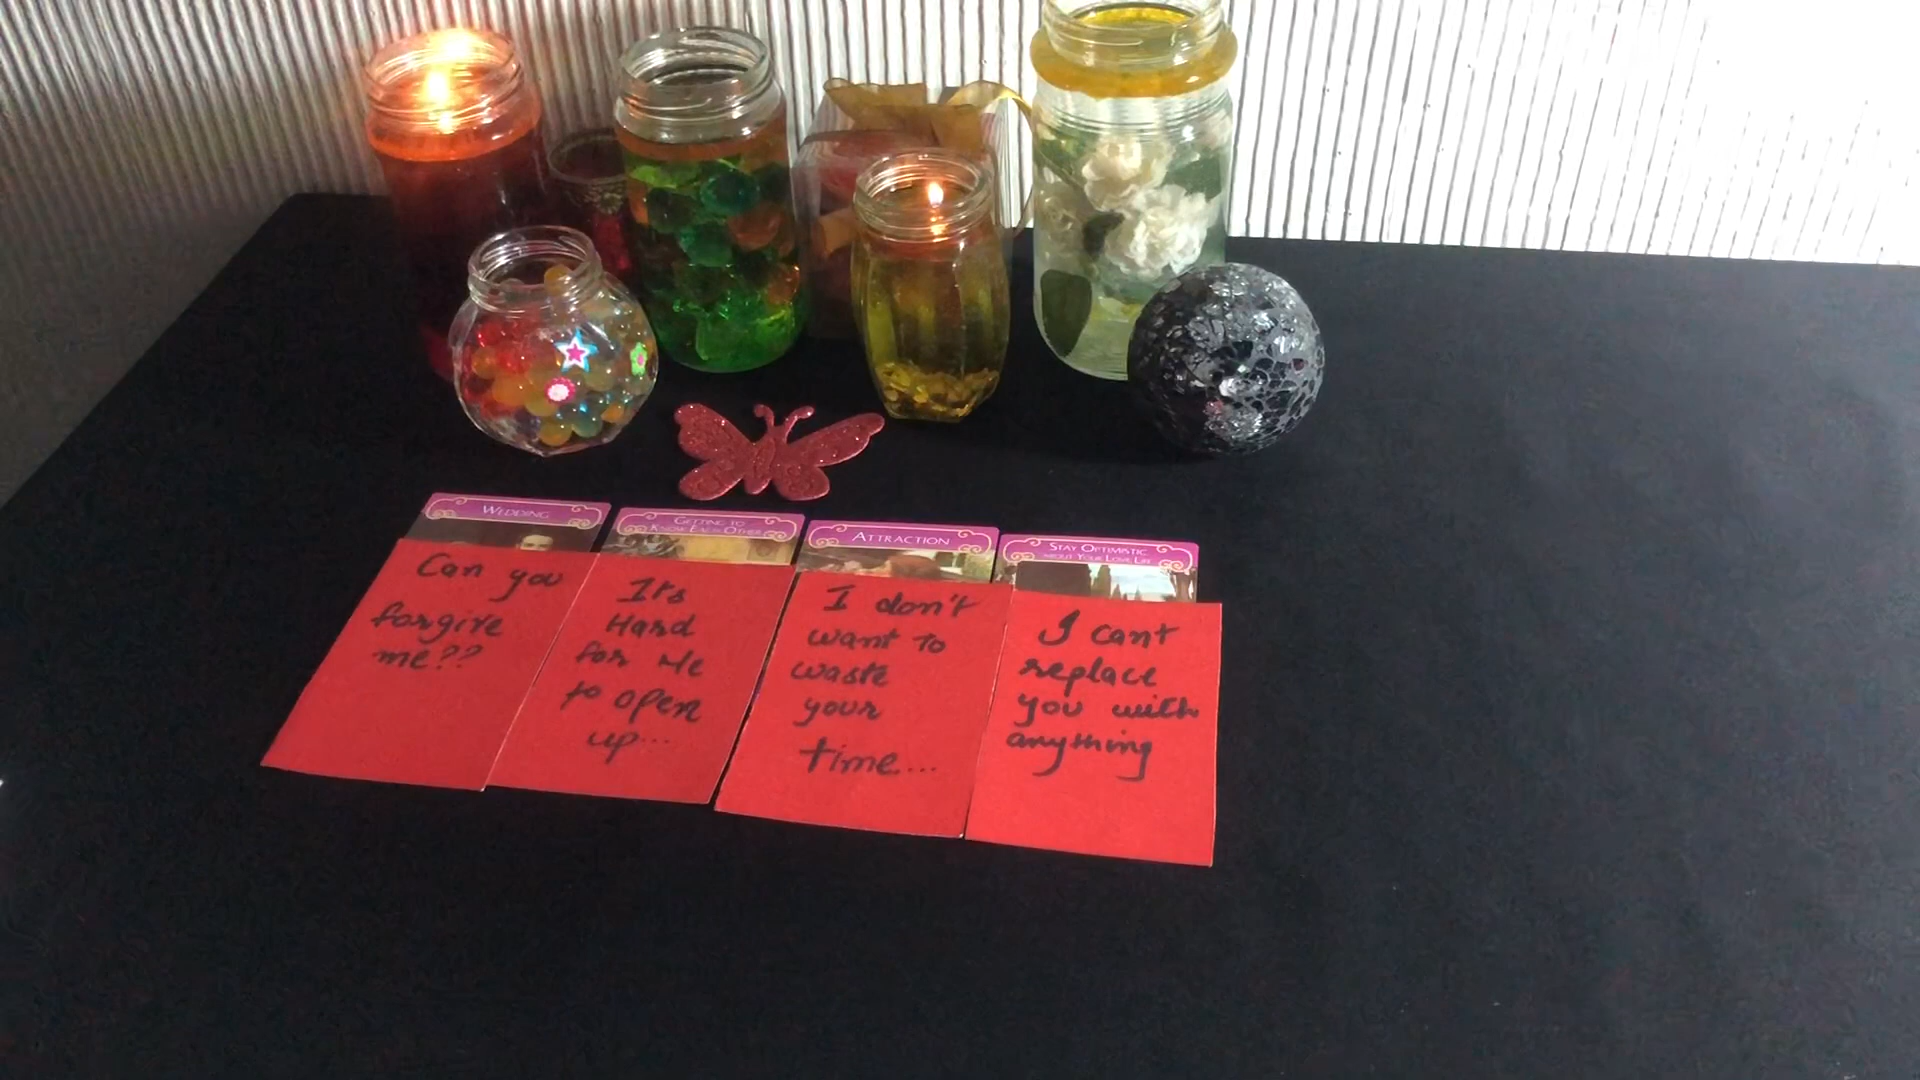 WEDDING
GETTING TO
KNOW EACH OTHER
ATTRACTION
STAY OPTIMISTIC
ABOUT YOUR LOVE LIFE
Can you
forgive
me??
It's
Hard
for Me
to open
up...
I don't
want to
waste
your
time...
I can't
replace
you with
anything